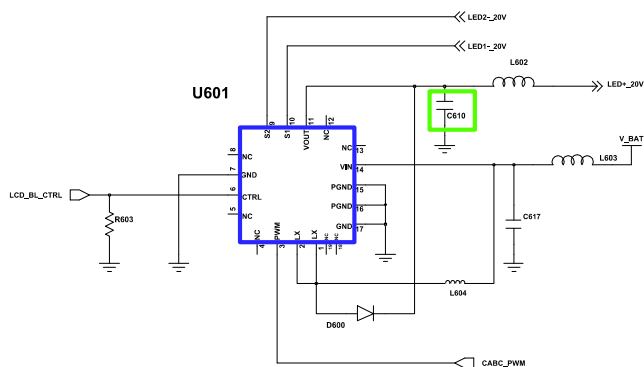 LED2-_20V
LED1-_20V
L602
U601
LED+_20V
C610
S2
9
S1
10
VOUT
11
NC
12
V_BAT
NC
13
L603
8
NC
VIN
14
7
GND
LCD_BL_CTRL
6
CTRL
PGND
15
R603
5
NC
PGND
16
C617
GND
17
NC
4
PWM
3
LX
2
LX
1
NC
NC
L604
D600
CABC_PWM